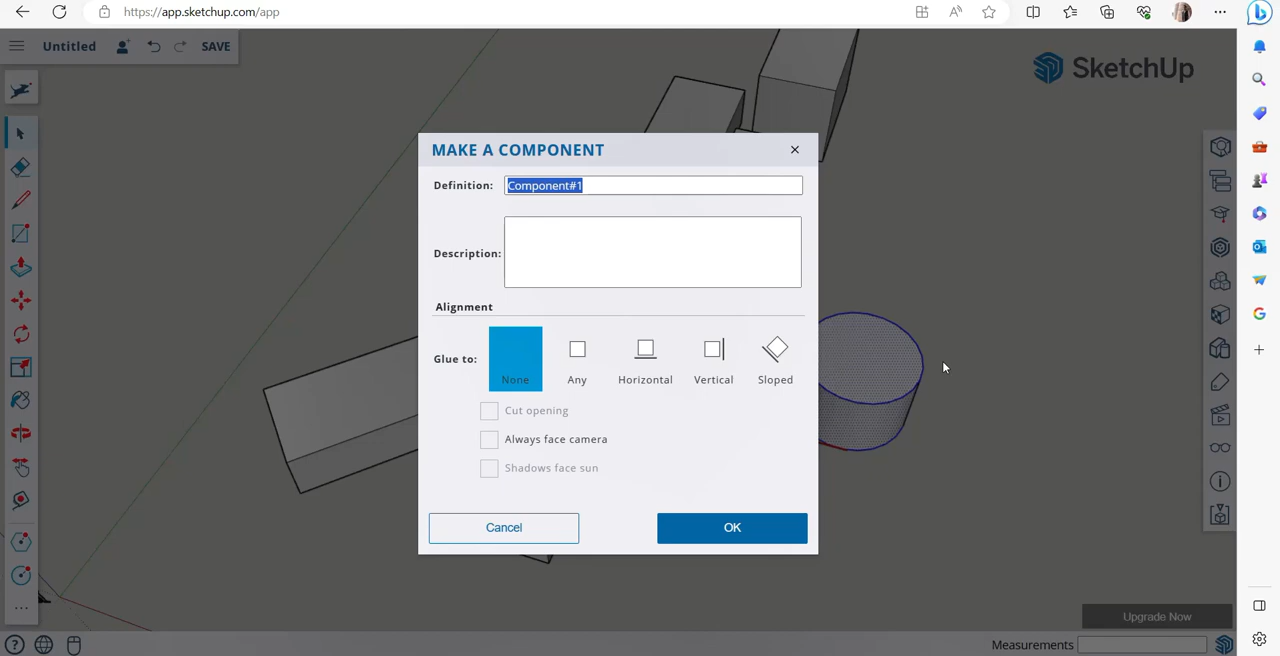 https://app.sketchup.com/app
Untitled
SAVE
SketchUp
MAKE A COMPONENT
Definition: Component#1
Description:
Alignment
Glue to: None Any Horizontal Vertical Sloped
Cut opening
Always face camera
Shadows face sun
Cancel OK
Upgrade Now
Measurements